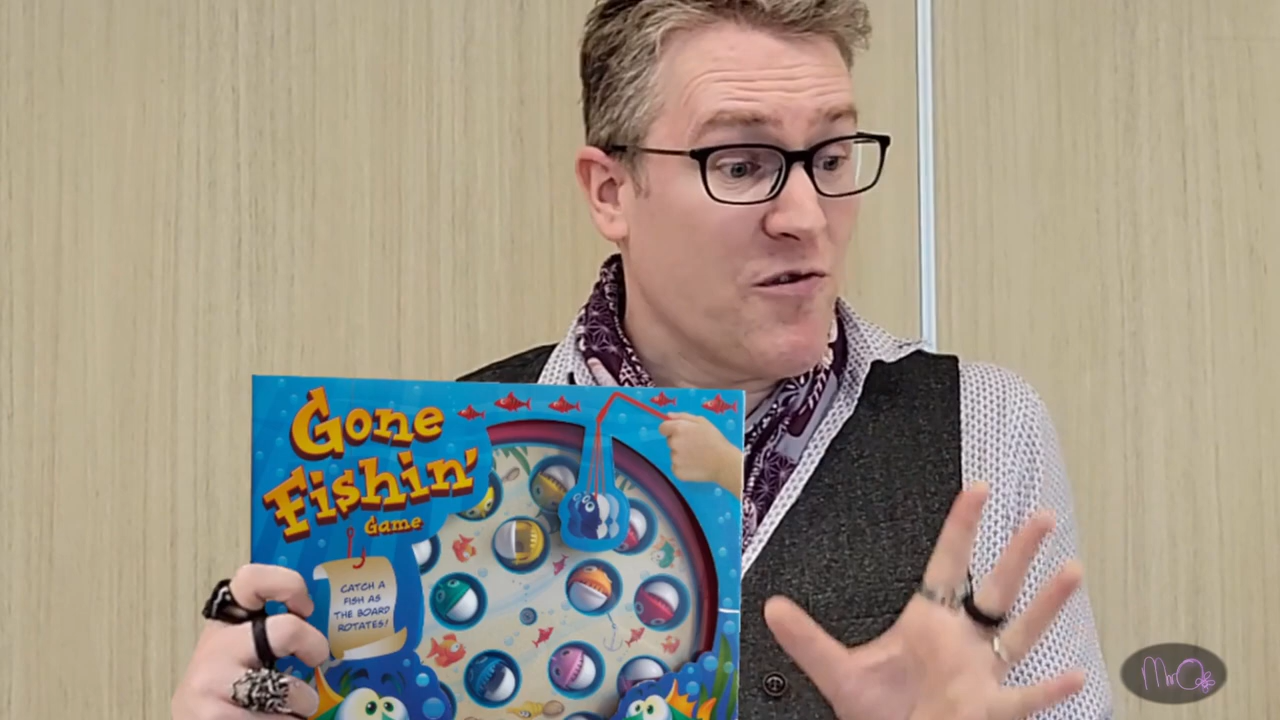 Gone
Fishin'
Game
CATCH A
FISH AS
THE BOARD
ROTATES!